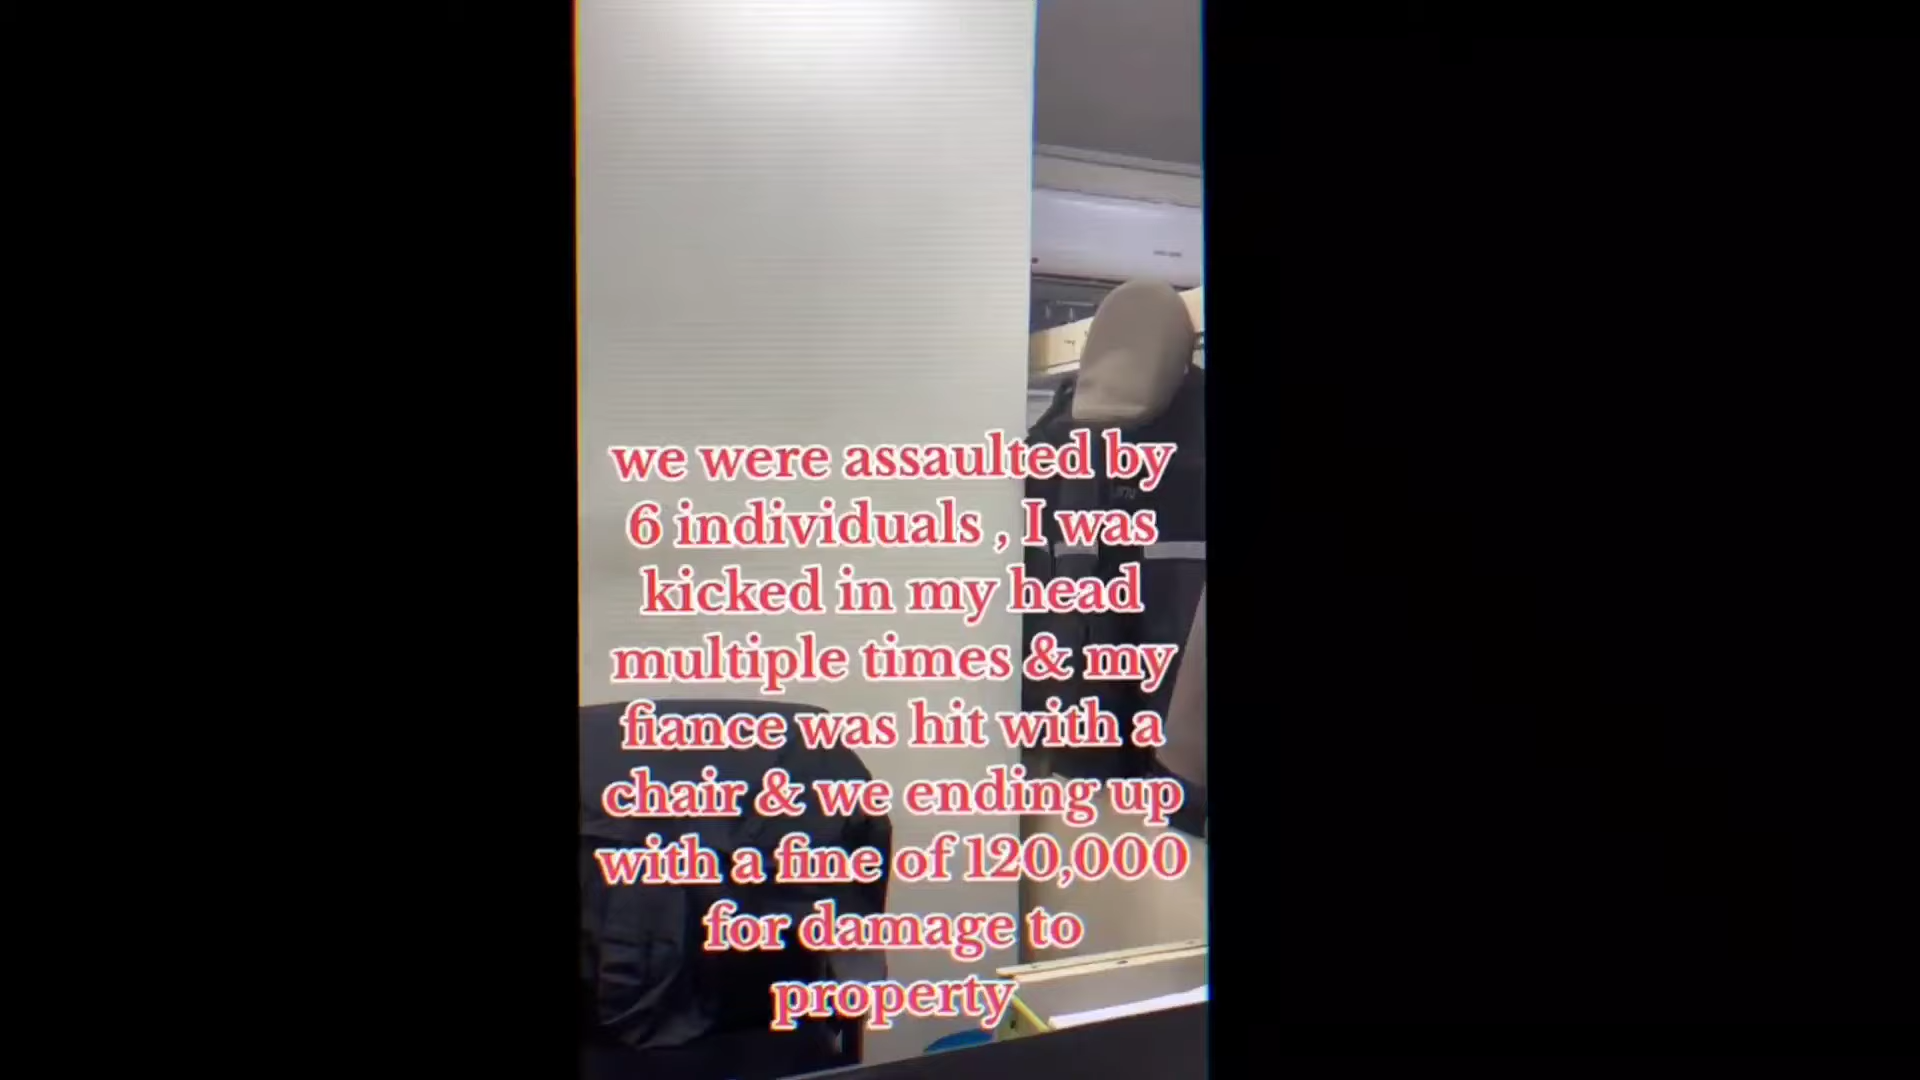 we were assaulted by
6 individuals , I was
kicked in my head
multiple times & my
fiance was hit with a
chair & we ending up
with a fine of 120,000
for damage to
property